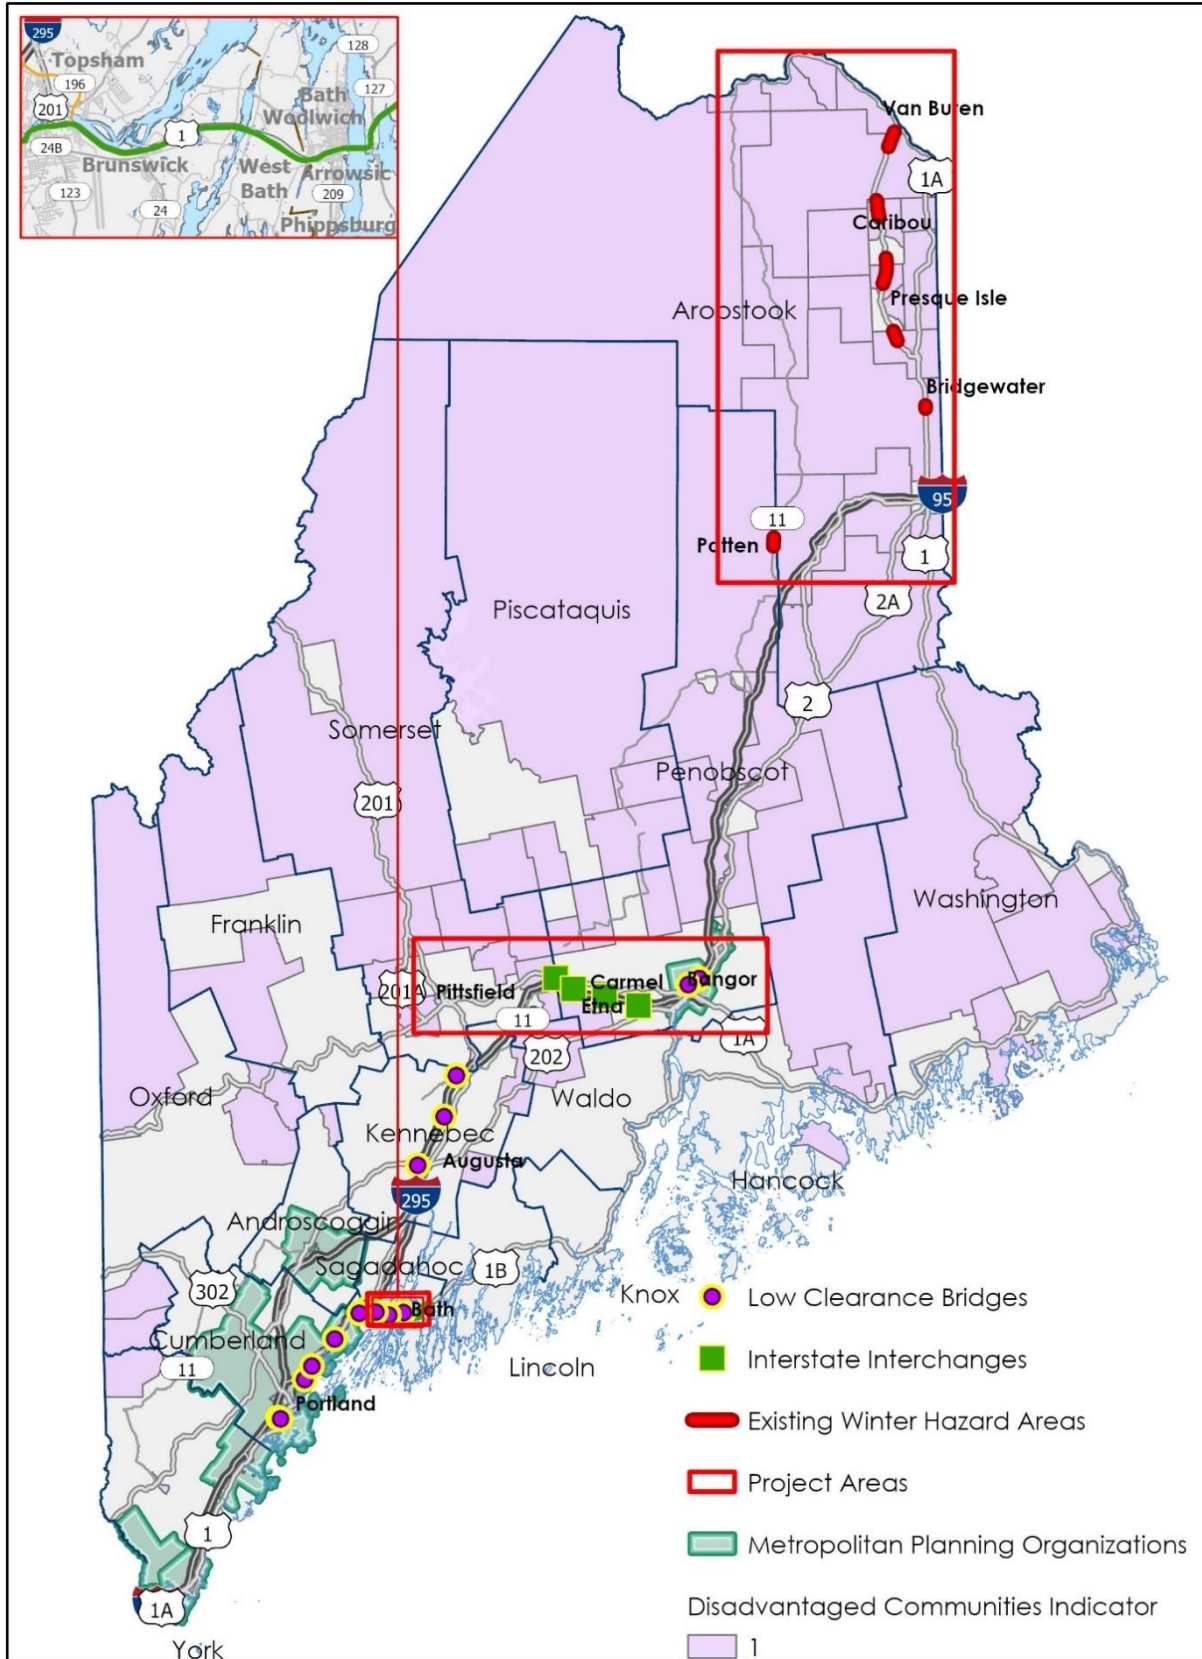 295
Topsham
128
196
127
201
Bath
Woolwich
1
24B
Brunswick
West
Bath
Arrowsic
123
24
209
Phippsburg
Van Buren
1A
Caribou
Presque Isle
Aroostook
Bridgewater
95
11
Patten
1
2A
Piscataquis
2
Somerset
Penobscot
201
Washington
Franklin
Carmel
Bangor
201A
Pittsfield
Etna
11
1A
202
Oxford
Waldo
Kennebec
Augusta
Hancock
295
Androscoggin
Sagadahoc
1B
302
Knox
Low Clearance Bridges
Bath
Cumberland
Lincoln
Interstate Interchanges
11
Portland
Existing Winter Hazard Areas
Project Areas
1
Metropolitan Planning Organizations
1A
Disadvantaged Communities Indicator
York
1